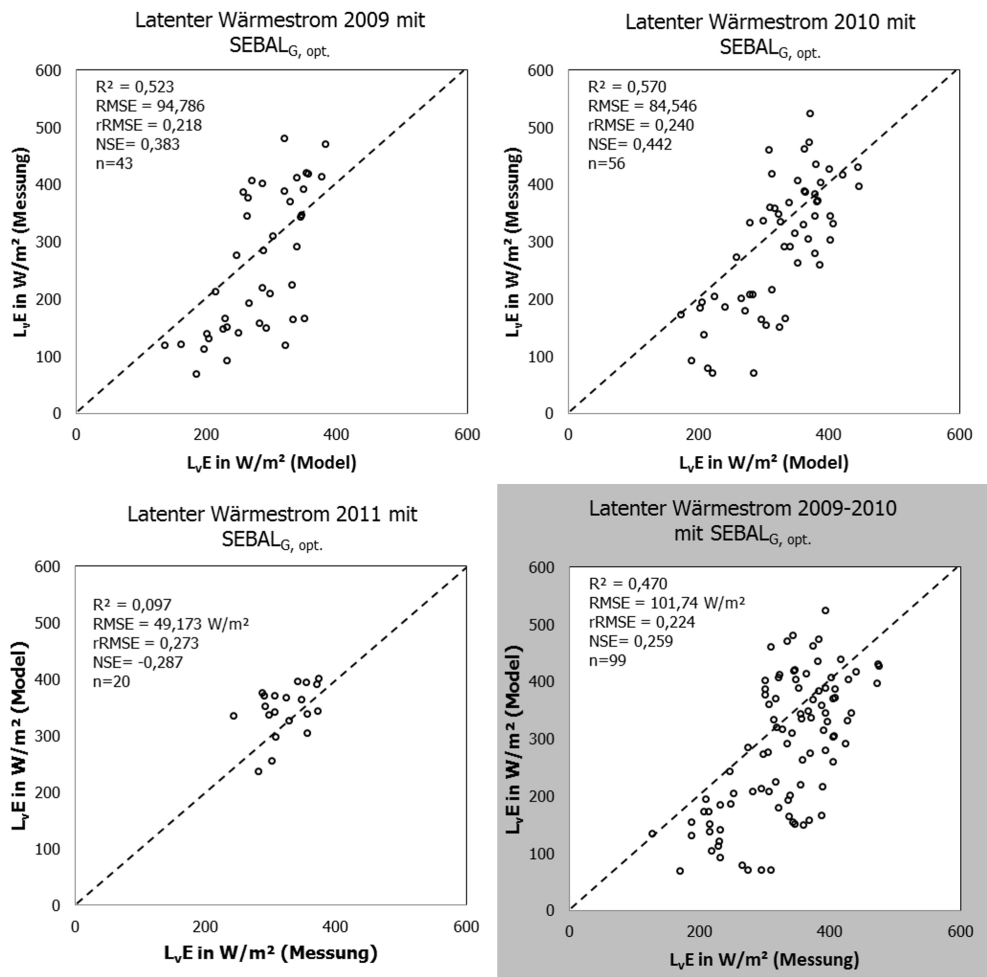 Latenter Wärmestrom 2009 mit
SEBAL G, opt.
R² = 0,523
RMSE = 94,786
rRMSE = 0,218
NSE= 0,383
n=43
600
500
400
300
200
100
0
0 200 400 600
LvE in W/m² (Messung)
LvE in W/m² (Model)
Latenter Wärmestrom 2010 mit
SEBAL G, opt.
R² = 0,570
RMSE = 84,546
rRMSE = 0,240
NSE= 0,442
n=56
600
500
400
300
200
100
0
0 200 400 600
LvE in W/m² (Messung)
LvE in W/m² (Model)
Latenter Wärmestrom 2011 mit
SEBAL G, opt.
R² = 0,097
RMSE = 49,173 W/m²
rRMSE = 0,273
NSE= -0,287
n=20
600
500
400
300
200
100
0
0 200 400 600
LvE in W/m² (Model)
LvE in W/m² (Messung)
Latenter Wärmestrom 2009-2010
mit SEBAL G, opt.
R² = 0,470
RMSE = 101,74 W/m²
rRMSE = 0,224
NSE= 0,259
n=99
600
500
400
300
200
100
0
0 200 400 600
LvE in W/m² (Model)
LvE in W/m² (Messung)